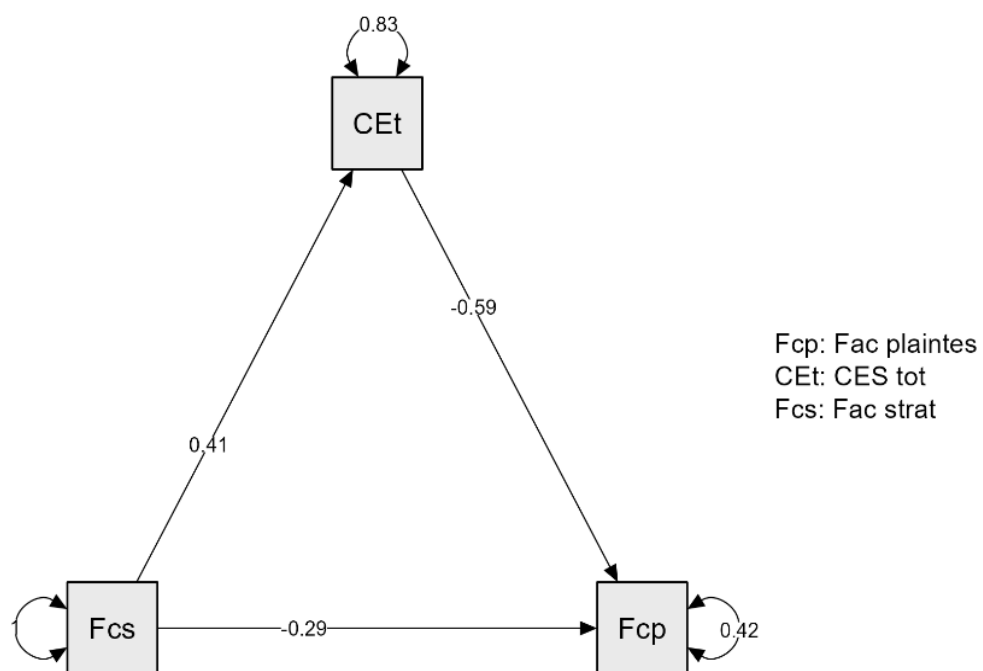 0.83
CEt
-0.59
Fcp: Fac plaintes
CEt: CES tot
Fcs: Fac strat
0.41
Fcs
-0.29
Fcp
0.42